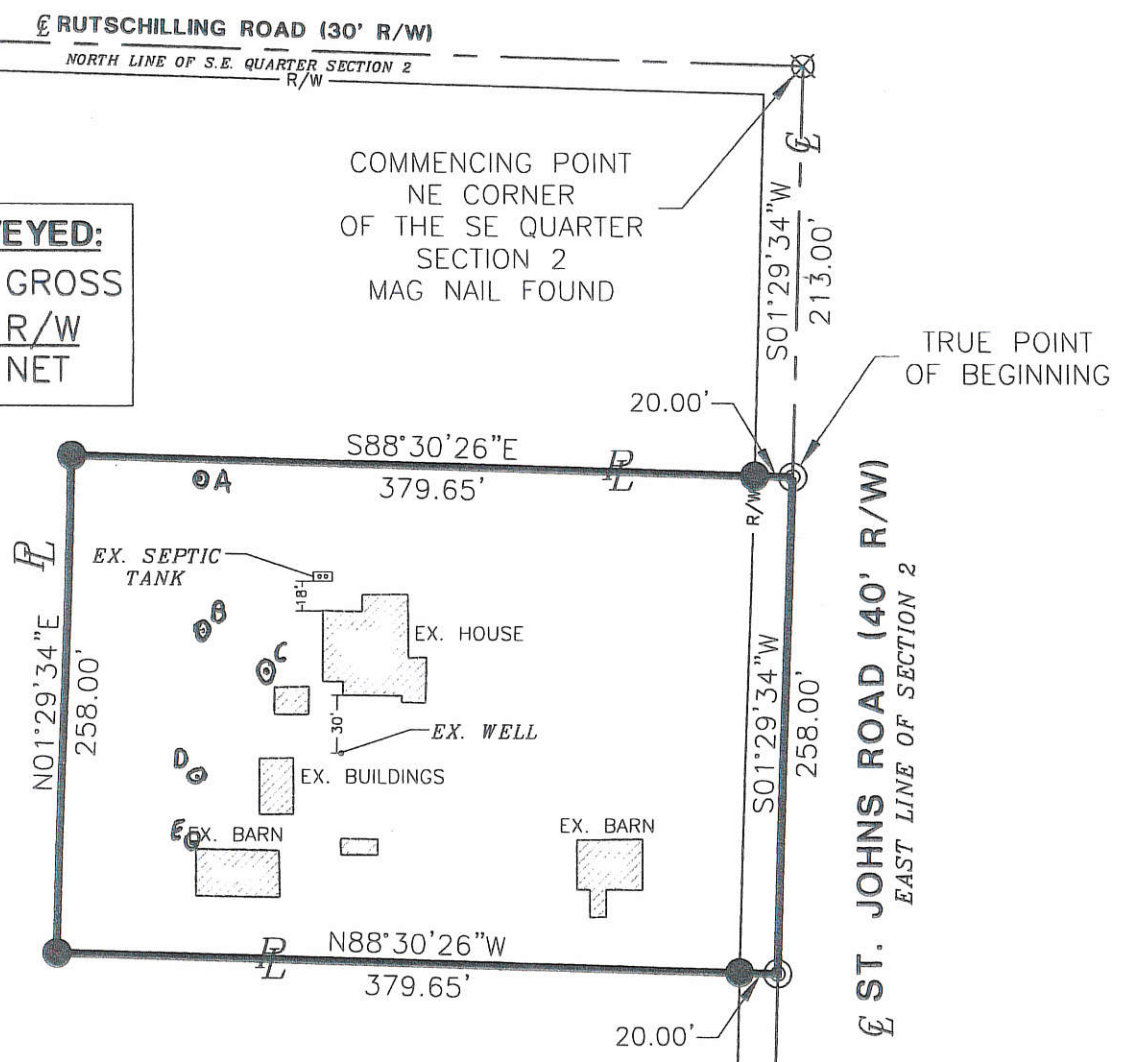 ℄ RUTSCHILLING ROAD (30' R/W)
NORTH LINE OF S.E. QUARTER SECTION 2
R/W
℄
COMMENCING POINT
NE CORNER
OF THE SE QUARTER
SECTION 2
MAG NAIL FOUND
S01°29'34"W
213.00'
EYED:
GROSS
R/W
NET
TRUE POINT
OF BEGINNING
20.00'
S88°30'26"E
379.65'
PL
A
R/W
PL
N01°29'34"E
258.00'
EX. SEPTIC
TANK
18'
B
EX. HOUSE
C
30'
EX. WELL
S01°29'34"W
258.00'
℄ ST. JOHNS ROAD (40' R/W)
EAST LINE OF SECTION 2
D
EX. BUILDINGS
E
EX. BARN
EX. BARN
PL
N88°30'26"W
379.65'
20.00'